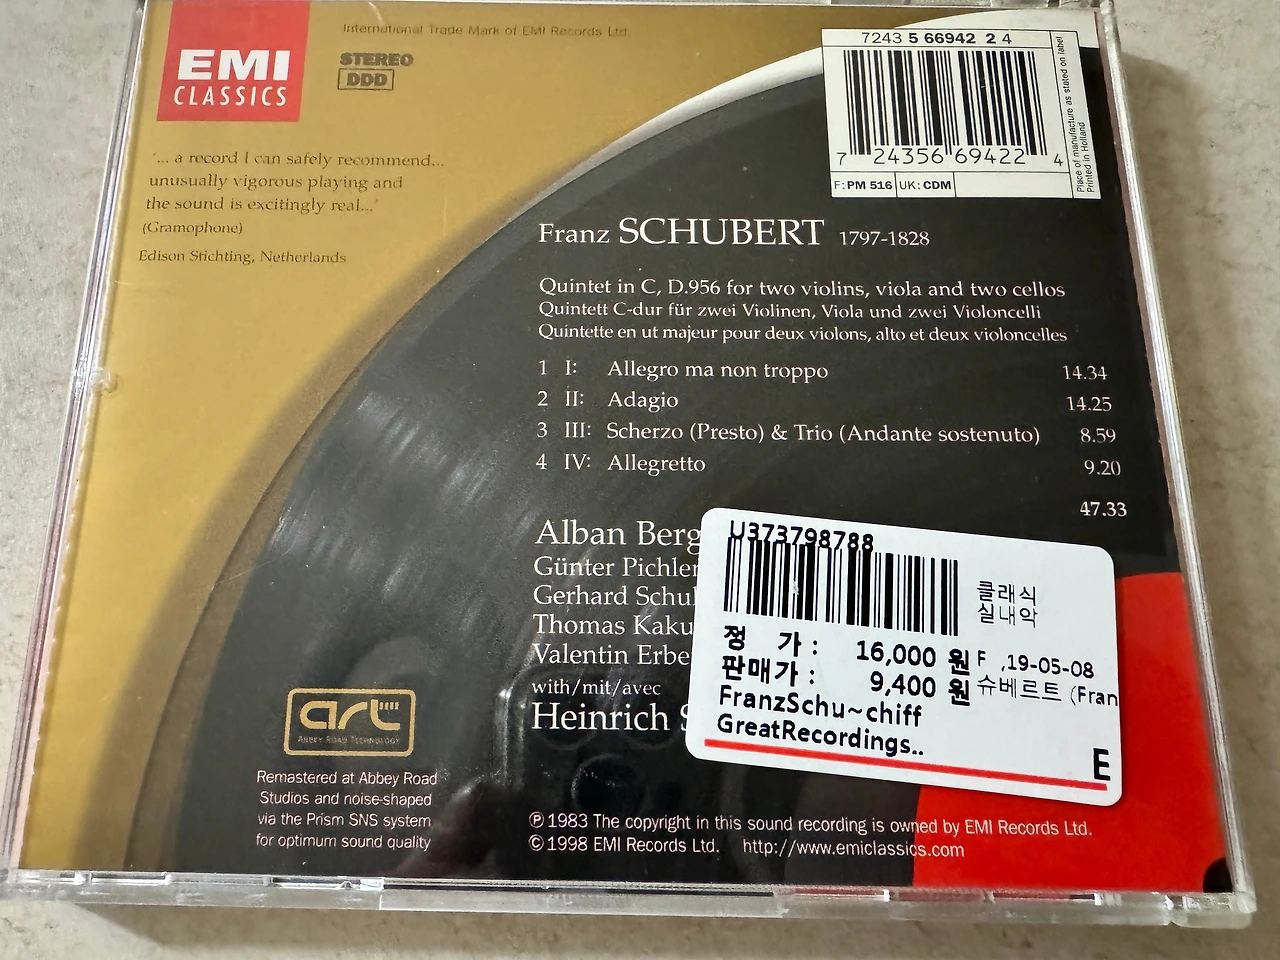 EMI
CLASSICS
International Trade Mark of EMI Records Ltd.
STEREO
DDD
'... a record I can safely recommend...
unusually vigorous playing and
the sound is excitingly real...'
(Gramophone)
Edison Stichting, Netherlands
7243 5 66942 2 4
7 24356 69422 4
F: PM 516 UK: CDM
Place of manufacture as stated on label
Printed in Holland
Franz SCHUBERT 1797-1828
Quintet in C, D.956 for two violins, viola and two cellos
Quintett C-dur für zwei Violinen, Viola und zwei Violoncelli
Quintette en ut majeur pour deux violons, alto et deux violoncelles
1 I: Allegro ma non troppo 14.34
2 II: Adagio 14.25
3 III: Scherzo (Presto) & Trio (Andante sostenuto) 8.59
4 IV: Allegretto 9.20
47.33
Alban Berg
Günter Pichler
Gerhard Schul
Thomas Kaku
Valentin Erbe
with/mit/avec
Heinrich S
U373798788
클래식
실내악
정 가 : 16,000 원 F ,19-05-08
판매가 : 9,400 원 슈베르트 (Fran
FranzSchu~chiff
GreatRecordings..
E
art
ABBEY ROAD TECHNOLOGY
Remastered at Abbey Road
Studios and noise-shaped
via the Prism SNS system
for optimum sound quality
℗ 1983 The copyright in this sound recording is owned by EMI Records Ltd.
© 1998 EMI Records Ltd. http://www.emiclassics.com